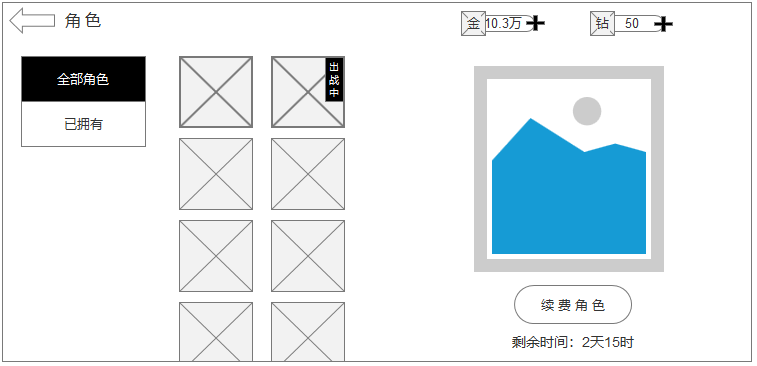 角色
金 10.3万
钻 50
全部角色
已拥有
出战中
续费角色
剩余时间：2天15时